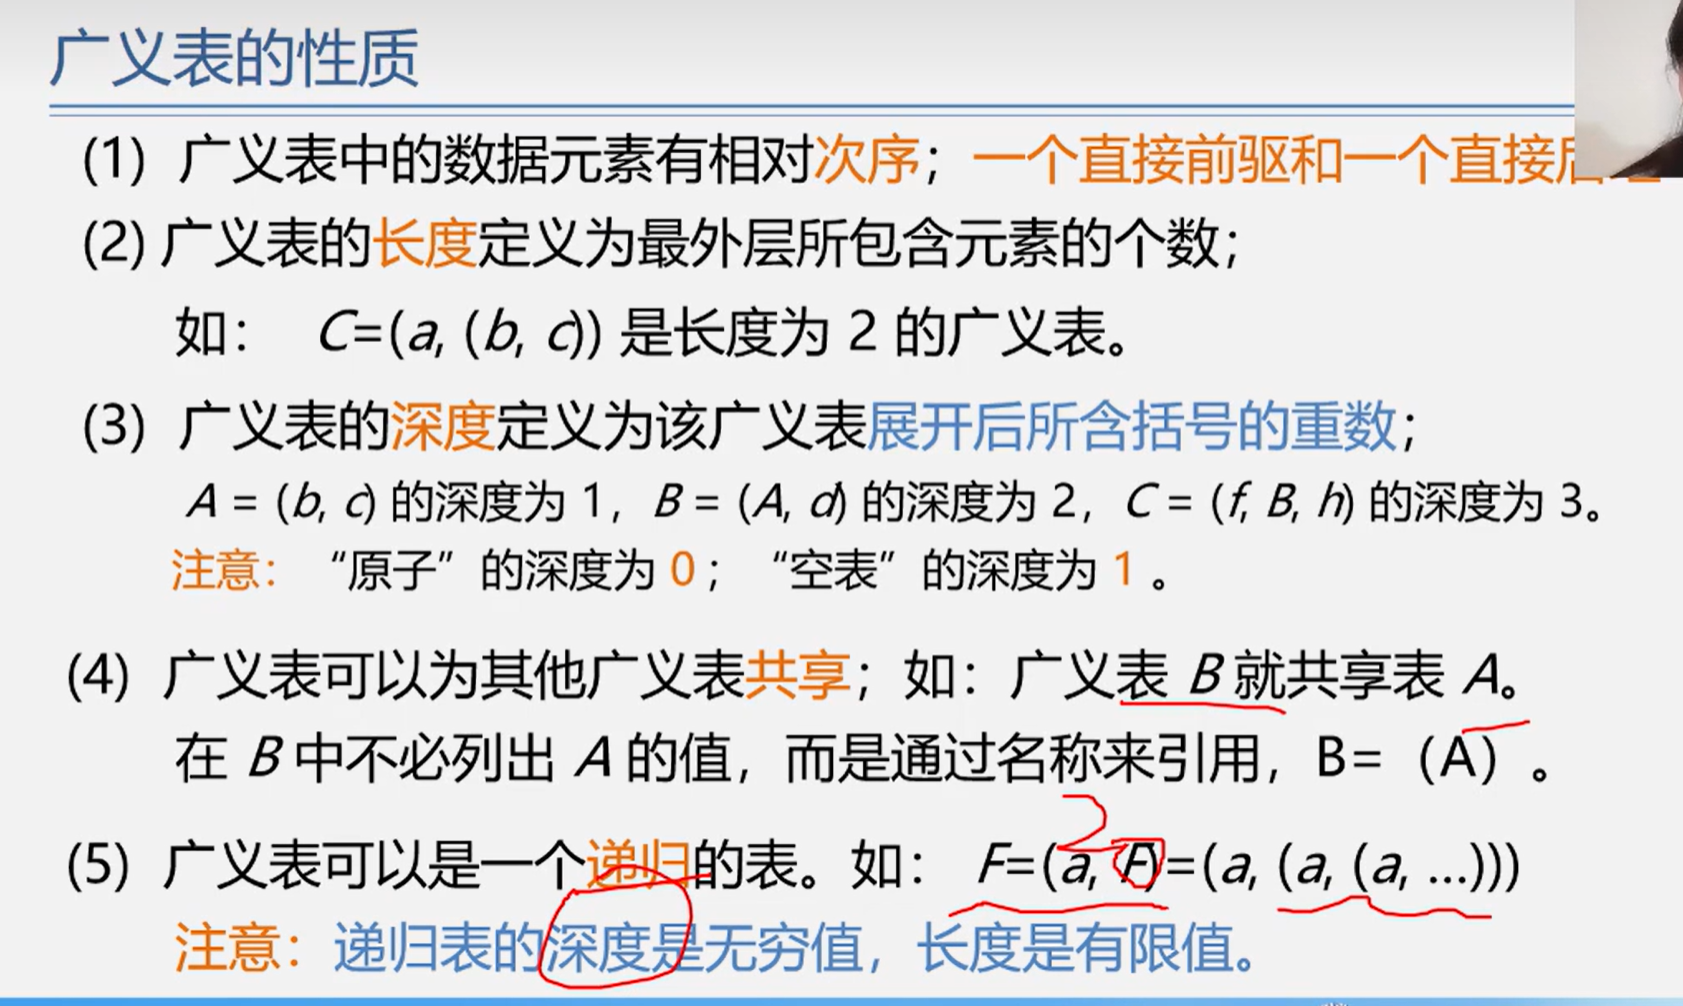 广义表的性质
(1) 广义表中的数据元素有相对次序；一个直接前驱和一个直接
(2) 广义表的长度定义为最外层所包含元素的个数；
如： C=(a, (b, c)) 是长度为 2 的广义表。
(3) 广义表的深度定义为该广义表展开后所含括号的重数；
A = (b, c) 的深度为 1，B = (A, d) 的深度为 2，C = (f, B, h) 的深度为 3。
注意：“原子”的深度为 0；“空表”的深度为 1 。
(4) 广义表可以为其他广义表共享；如：广义表 B 就共享表 A。
在 B 中不必列出 A 的值，而是通过名称来引用，B=（A）。
(5) 广义表可以是一个递归的表。如： F=(a, F)=(a, (a, (a, …)))
2
注意：递归表的深度是无穷值，长度是有限值。